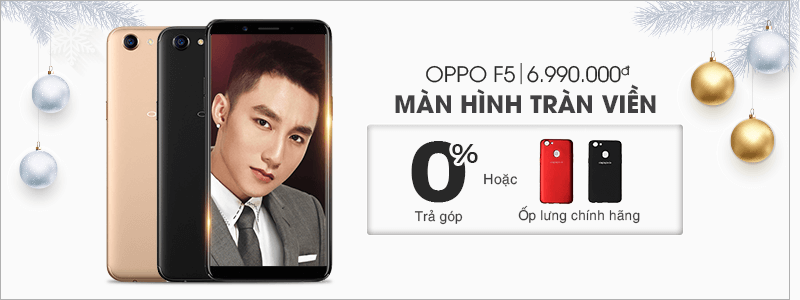 OPPO F5|6.990.000đ
MÀN HÌNH TRÀN VIỀN
0% Hoặc
Trả góp Ốp lưng chính hãng